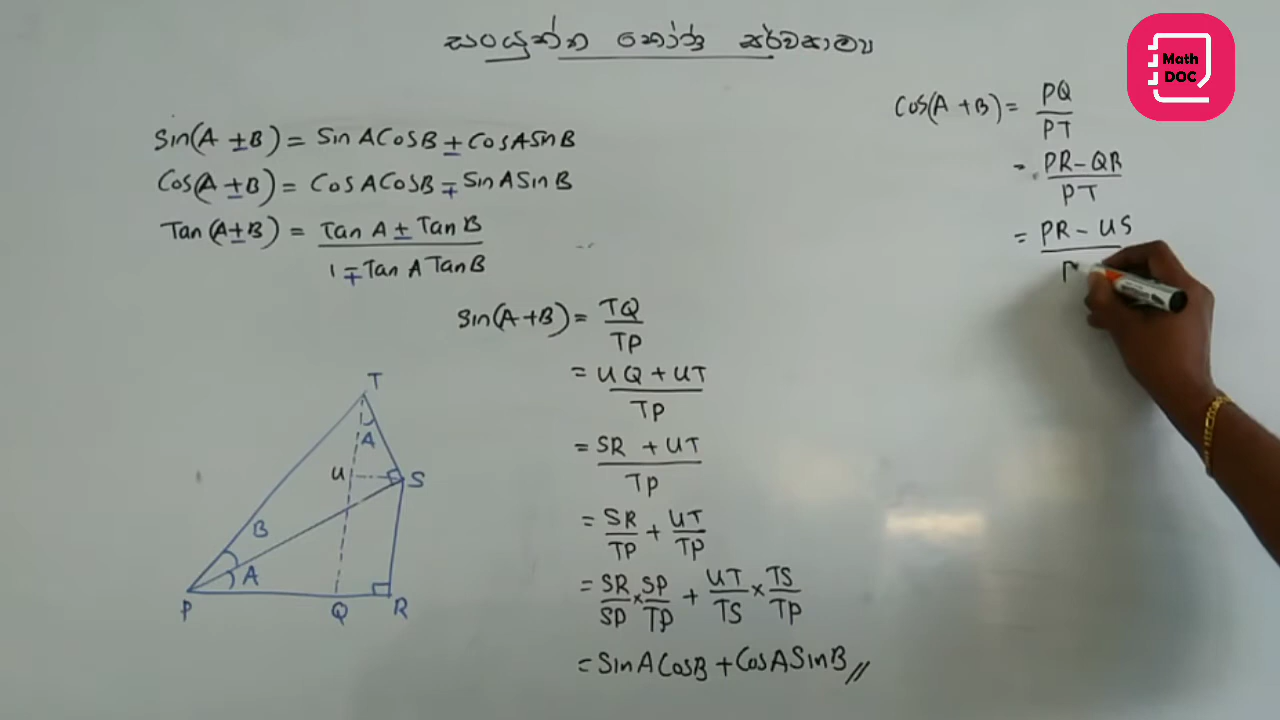 සංයුක්ත කෝණ සර්වසාම්‍ය
Math
DOC
Sin(A ± B) = Sin A Cos B ± Cos A Sin B
Cos(A ± B) = Cos A Cos B ∓ Sin A Sin B
Tan(A ± B) = Tan A ± Tan B
1 ∓ Tan A Tan B
Sin(A + B) = TQ
TP
= UQ + UT
TP
= SR + UT
TP
= SR/TP + UT/TP
= SR/SP × SP/TP + UT/TS × TS/TP
= Sin A Cos B + Cos A Sin B //
Cos(A + B) = PQ
PT
= PR − QR
PT
= PR − US
T
A
U
S
B
A
P
Q
R